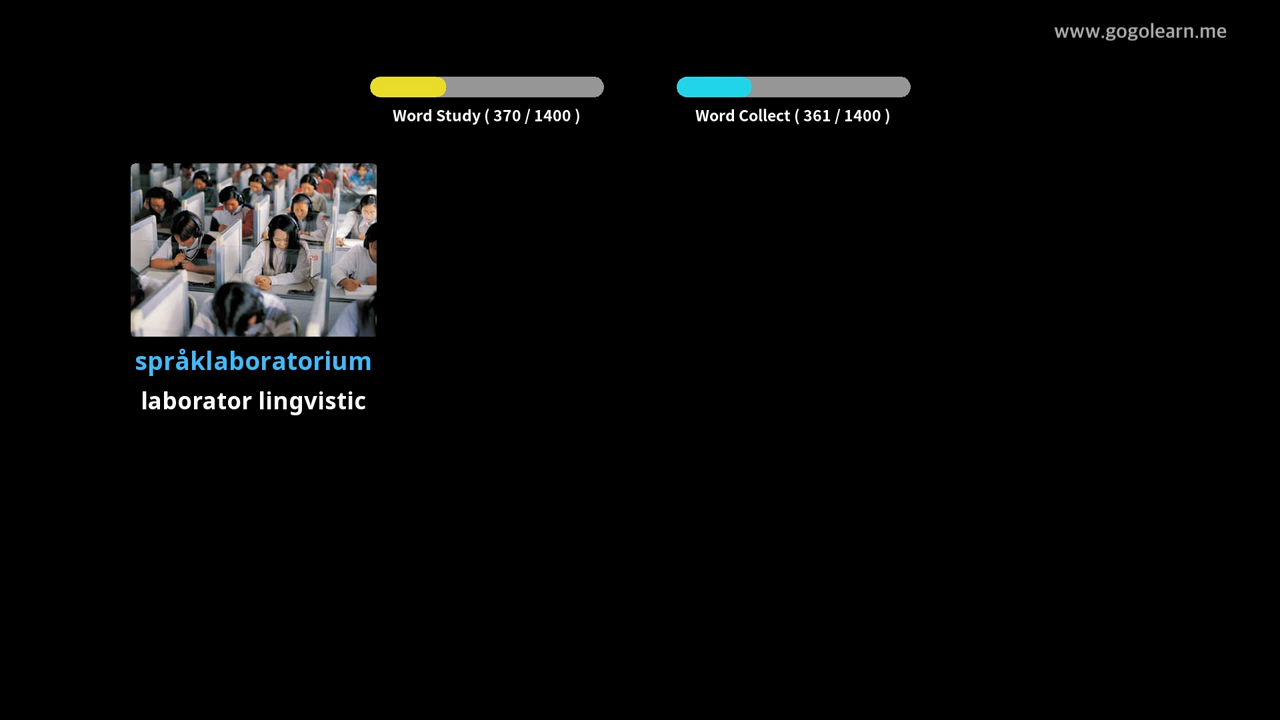 www.gogolearn.me
Word Study ( 370 / 1400 )
Word Collect ( 361 / 1400 )
språklaboratorium
laborator lingvistic